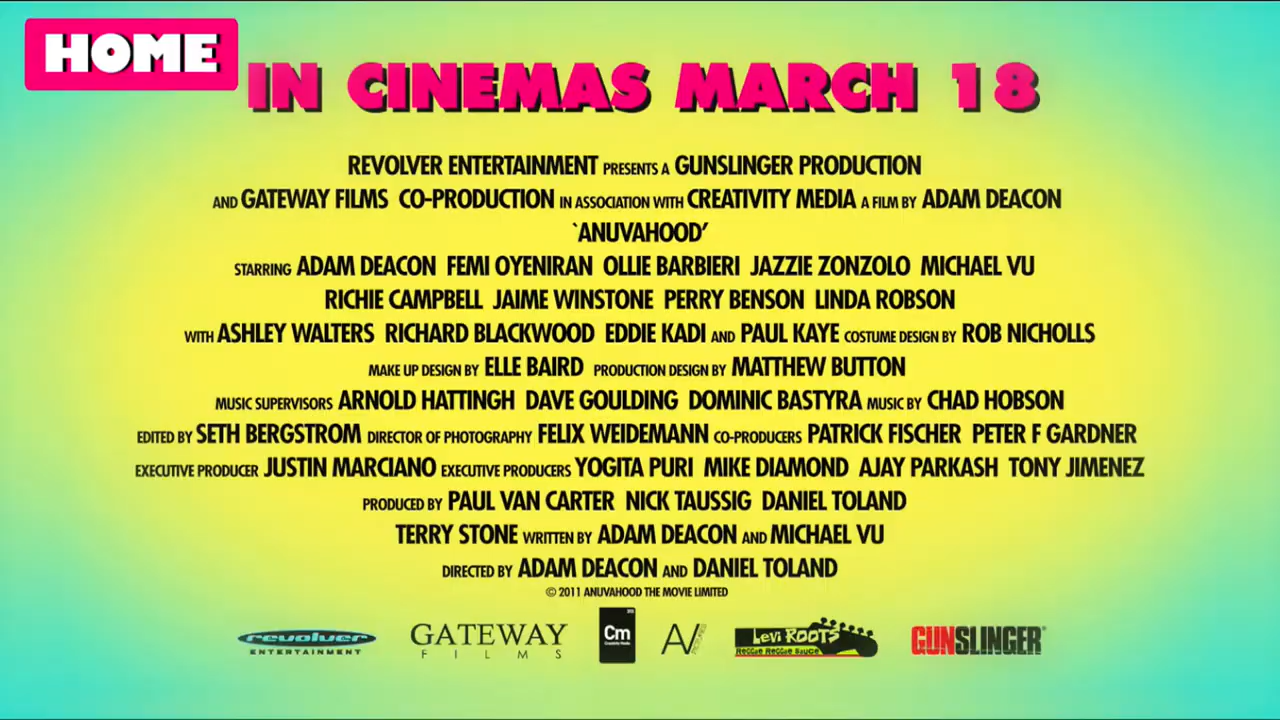 HOME
IN CINEMAS MARCH 18
REVOLVER ENTERTAINMENT PRESENTS A GUNSLINGER PRODUCTION
AND GATEWAY FILMS CO-PRODUCTION IN ASSOCIATION WITH CREATIVITY MEDIA A FILM BY ADAM DEACON
`ANUVAHOOD'
STARRING ADAM DEACON FEMI OYENIRAN OLLIE BARBIERI JAZZIE ZONZOLO MICHAEL VU
RICHIE CAMPBELL JAIME WINSTONE PERRY BENSON LINDA ROBSON
WITH ASHLEY WALTERS RICHARD BLACKWOOD EDDIE KADI AND PAUL KAYE COSTUME DESIGN BY ROB NICHOLLS
MAKE UP DESIGN BY ELLE BAIRD PRODUCTION DESIGN BY MATTHEW BUTTON
MUSIC SUPERVISORS ARNOLD HATTINGH DAVE GOULDING DOMINIC BASTYRA MUSIC BY CHAD HOBSON
EDITED BY SETH BERGSTROM DIRECTOR OF PHOTOGRAPHY FELIX WEIDEMANN CO-PRODUCERS PATRICK FISCHER PETER F GARDNER
EXECUTIVE PRODUCER JUSTIN MARCIANO EXECUTIVE PRODUCERS YOGITA PURI MIKE DIAMOND AJAY PARKASH TONY JIMENEZ
PRODUCED BY PAUL VAN CARTER NICK TAUSSIG DANIEL TOLAND
TERRY STONE WRITTEN BY ADAM DEACON AND MICHAEL VU
DIRECTED BY ADAM DEACON AND DANIEL TOLAND
© 2011 ANUVAHOOD THE MOVIE LIMITED
revolver
ENTERTAINMENT
GATEWAY
FILMS
Cm
Creativity Media
AV PICTURES
Levi ROOTS
Reggae Reggae Sauce
GUNSLINGER